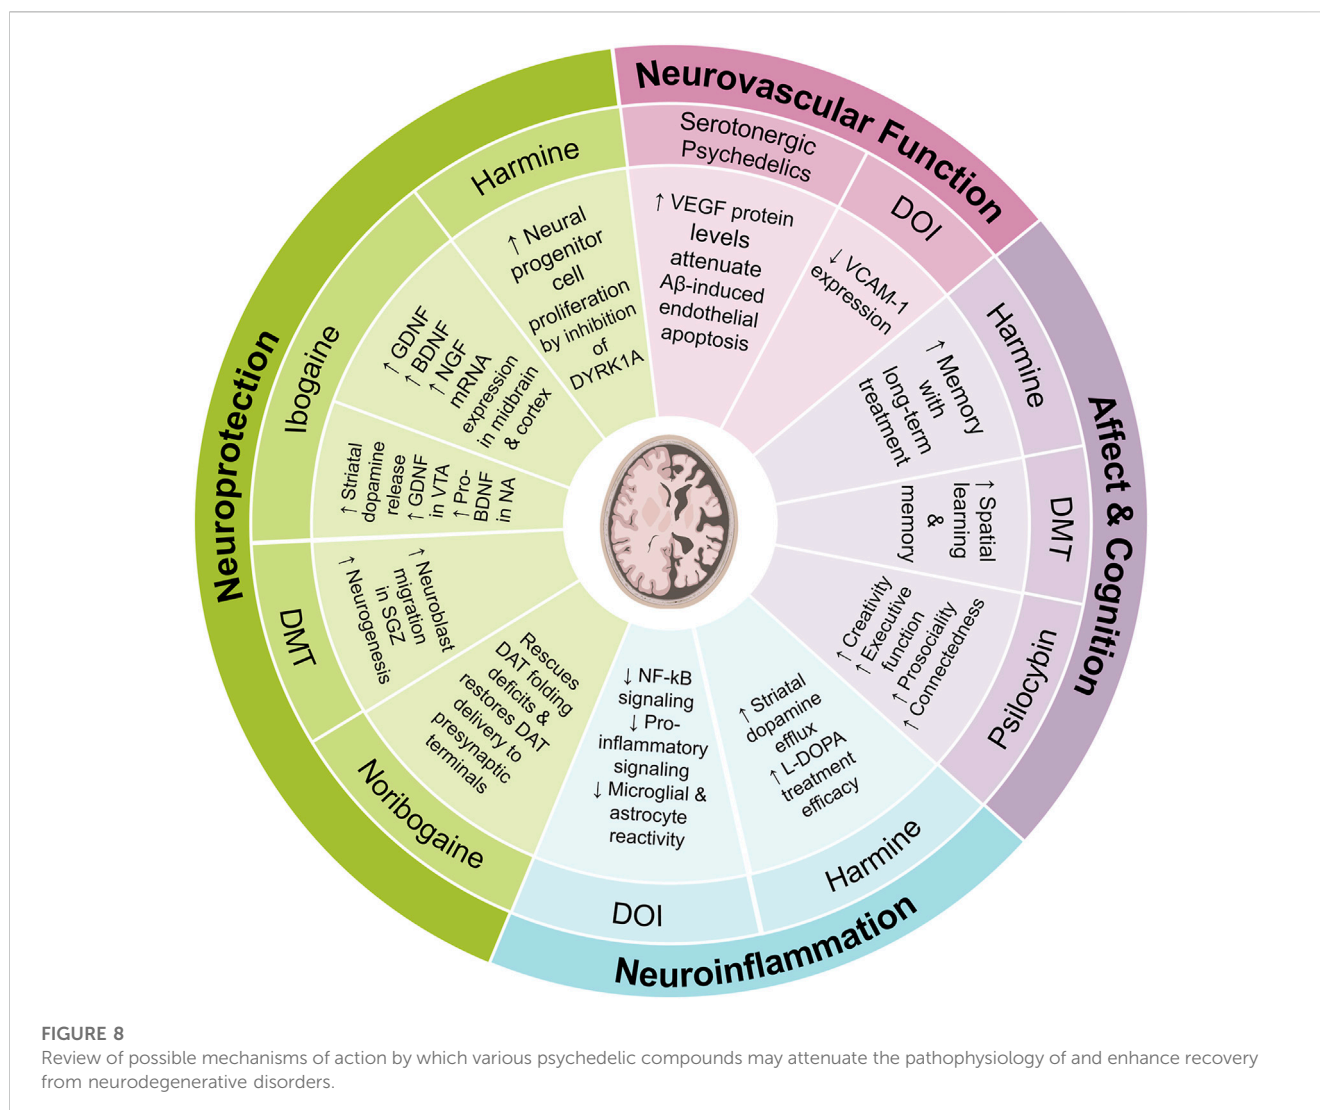 Neurovascular Function
Serotonergic
Psychedelics
↑ VEGF protein
levels
attenuate
Aβ-induced
endothelial
apoptosis
DOI
↓ VCAM-1
expression
Affect & Cognition
Harmine
↑ Memory
with
long-term
treatment
DMT
↑ Spatial
learning
&
memory
Psilocybin
↑ Creativity
↑ Executive
function
↑ Prosociality
↑ Connectedness
Neuroinflammation
Harmine
↑ Striatal
dopamine
efflux
↑ L-DOPA
treatment
efficacy
DOI
↓ NF-kB
signaling
↓ Pro-
inflammatory
signaling
↓ Microglial &
astrocyte
reactivity
Neuroprotection
Noribogaine
Rescues
DAT folding
deficits &
restores DAT
delivery to
presynaptic
terminals
DMT
↑ Neuroblast
migration
in SGZ
↑ Neurogenesis
Ibogaine
↑ Striatal
dopamine
release
↑ GDNF
in VTA
↑ Pro-
BDNF
in NA
↑ GDNF
↑ BDNF
↑ NGF
mRNA
expression
in midbrain
& cortex
Harmine
↑ Neural
progenitor
cell
proliferation
by inhibition
of
DYRK1A
FIGURE 8
Review of possible mechanisms of action by which various psychedelic compounds may attenuate the pathophysiology of and enhance recovery
from neurodegenerative disorders.